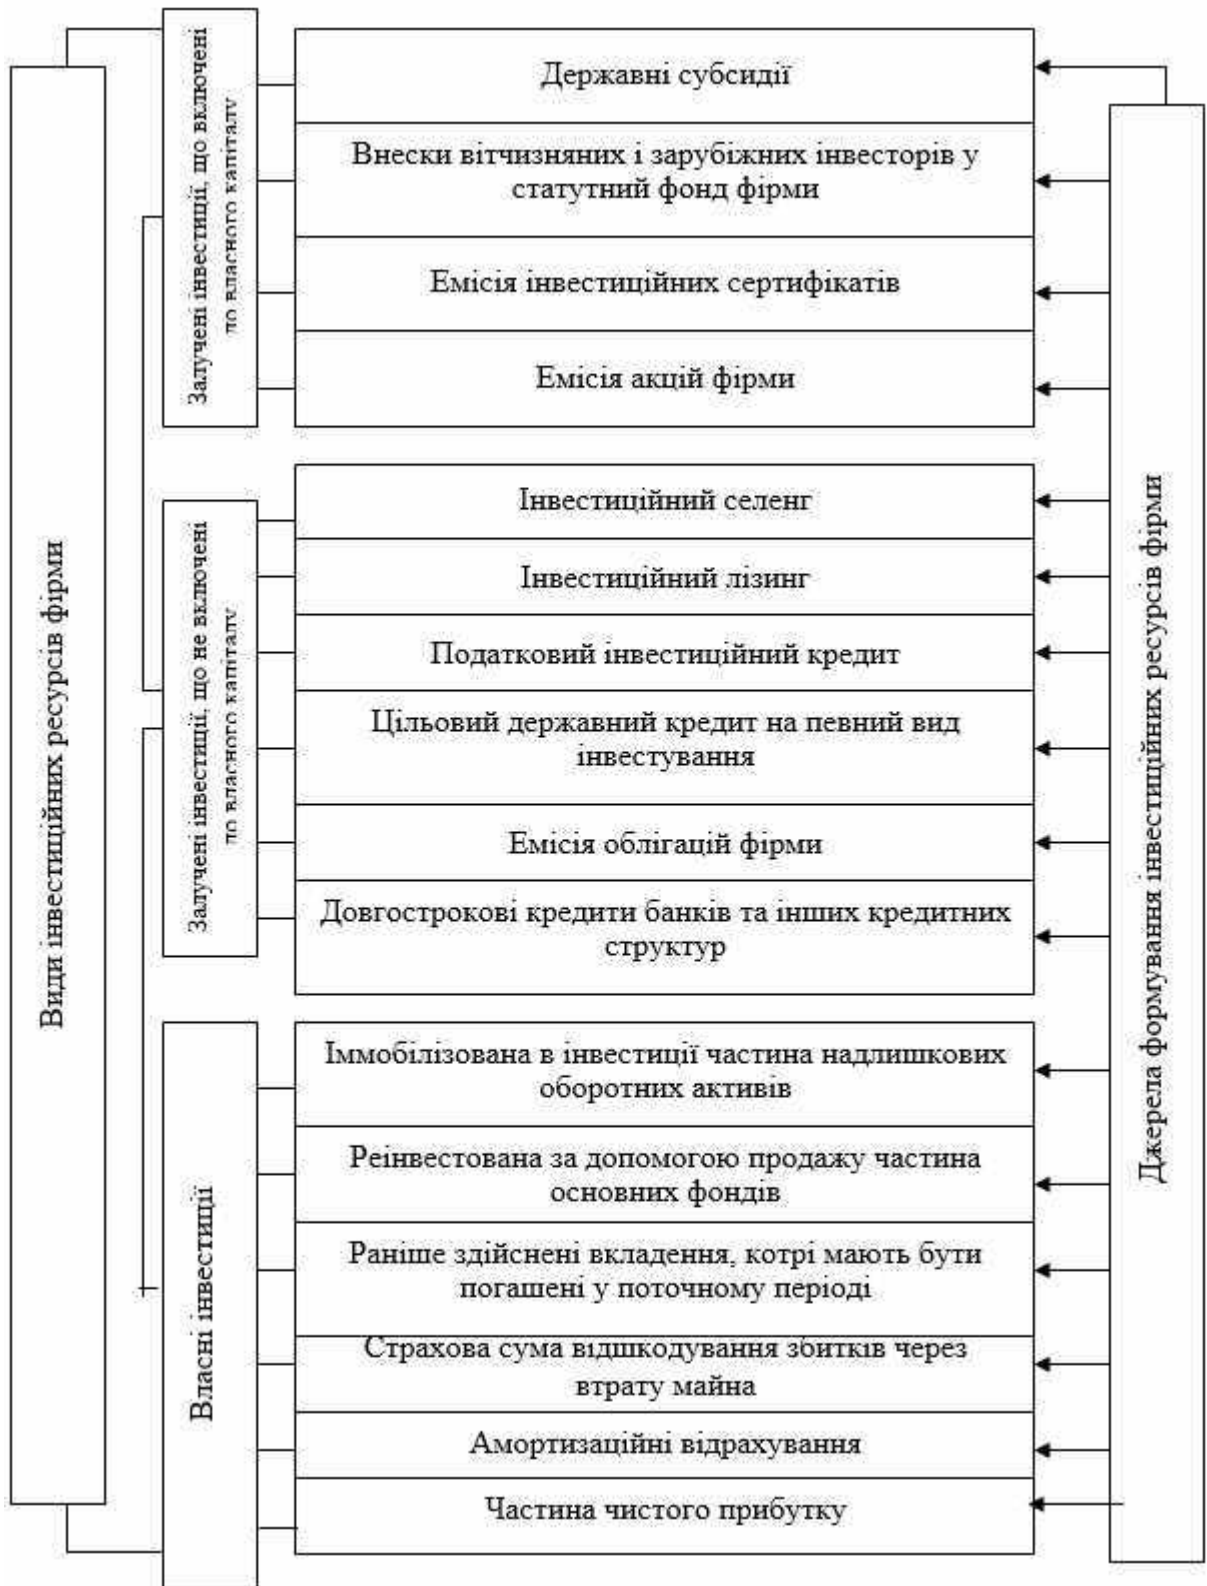 Види інвестиційних ресурсів фірми
Залучені інвестиції, що включені
до власного капіталу
Державні субсидії
Внески вітчизняних і зарубіжних інвесторів у
статутний фонд фірми
Емісія інвестиційних сертифікатів
Емісія акцій фірми
Залучені інвестиції, що не включені
до власного капіталу
Інвестиційний селенг
Інвестиційний лізинг
Податковий інвестиційний кредит
Цільовий державний кредит на певний вид
інвестування
Емісія облігацій фірми
Довгострокові кредити банків та інших кредитних
структур
Власні інвестиції
Іммобілізована в інвестиції частина надлишкових
оборотних активів
Реінвестована за допомогою продажу частина
основних фондів
Раніше здійснені вкладення, котрі мають бути
погашені у поточному періоді
Страхова сума відшкодування збитків через
втрату майна
Амортизаційні відрахування
Частина чистого прибутку
Джерела формування інвестиційних ресурсів фірми